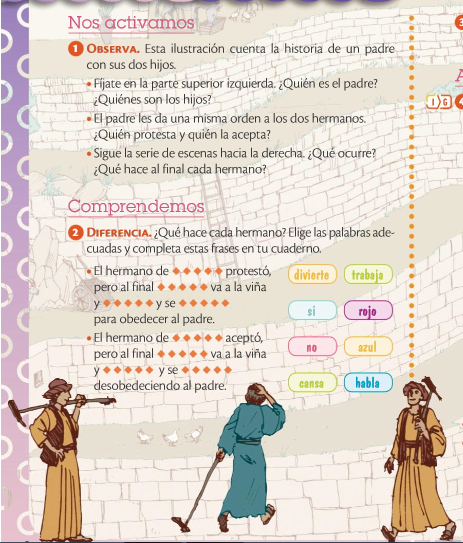 Nos activamos
1 OBSERVA. Esta ilustración cuenta la historia de un padre
con sus dos hijos.
• Fíjate en la parte superior izquierda. ¿Quién es el padre?
¿Quiénes son los hijos?
• El padre les da una misma orden a los dos hermanos.
¿Quién protesta y quién la acepta?
• Sigue la serie de escenas hacia la derecha. ¿Qué ocurre?
¿Qué hace al final cada hermano?
Comprendemos
2 DIFERENCIA. ¿Qué hace cada hermano? Elige las palabras ade-
cuadas y completa estas frases en tu cuaderno.
• El hermano de ◆◆◆◆◆ protestó,
pero al final ◆◆◆◆◆ va a la viña
y ◆◆◆◆◆ y se ◆◆◆◆◆
para obedecer al padre.
• El hermano de ◆◆◆◆◆ aceptó,
pero al final ◆◆◆◆◆ va a la viña
y ◆◆◆◆◆ y se ◆◆◆◆◆
desobedeciendo al padre.
divierte trabaja
si rojo
no azul
cansa habla
I G